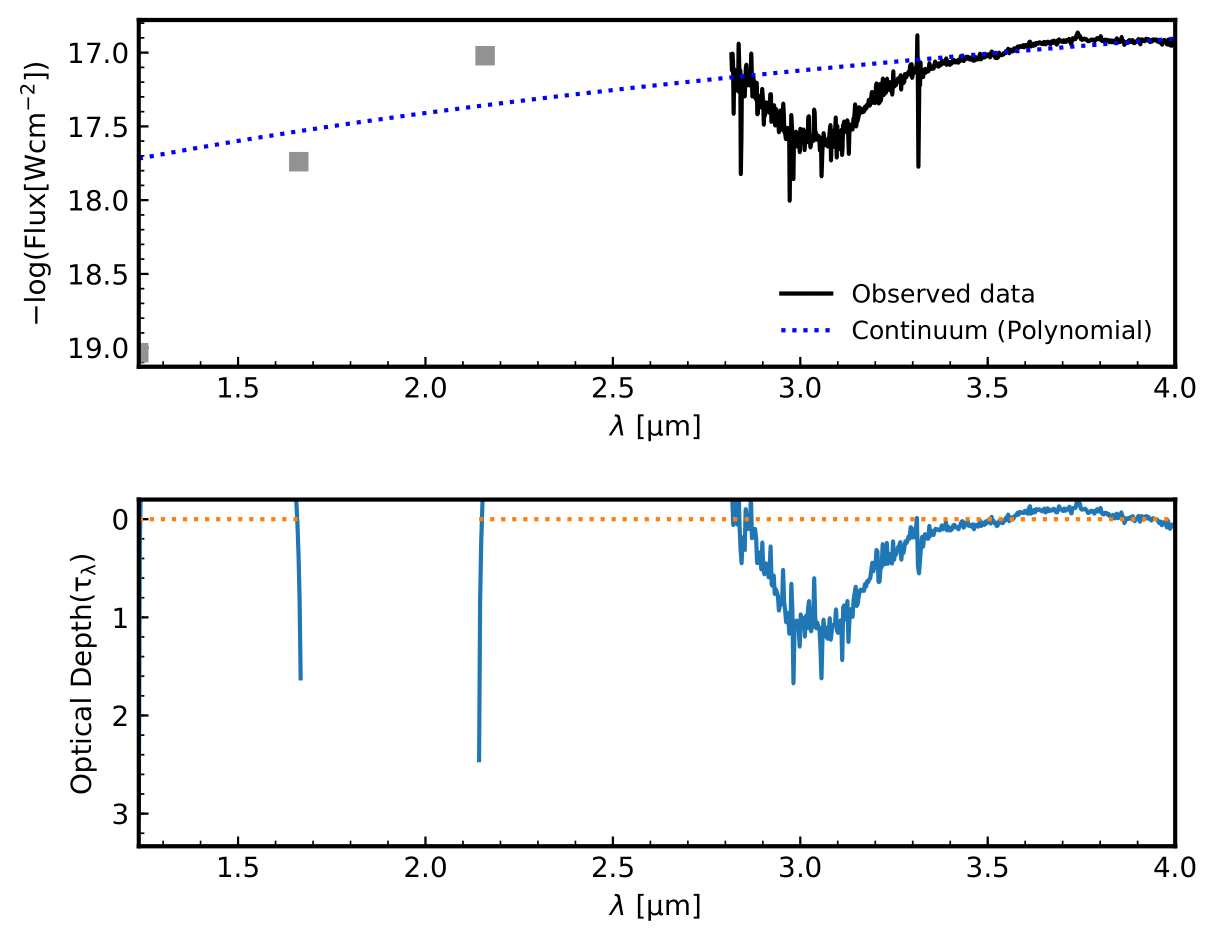 −log(Flux[Wcm⁻²])
17.0
17.5
18.0
18.5
19.0
Observed data
Continuum (Polynomial)
1.5 2.0 2.5 3.0 3.5 4.0
λ [μm]
Optical Depth(τλ)
0
1
2
3
1.5 2.0 2.5 3.0 3.5 4.0
λ [μm]